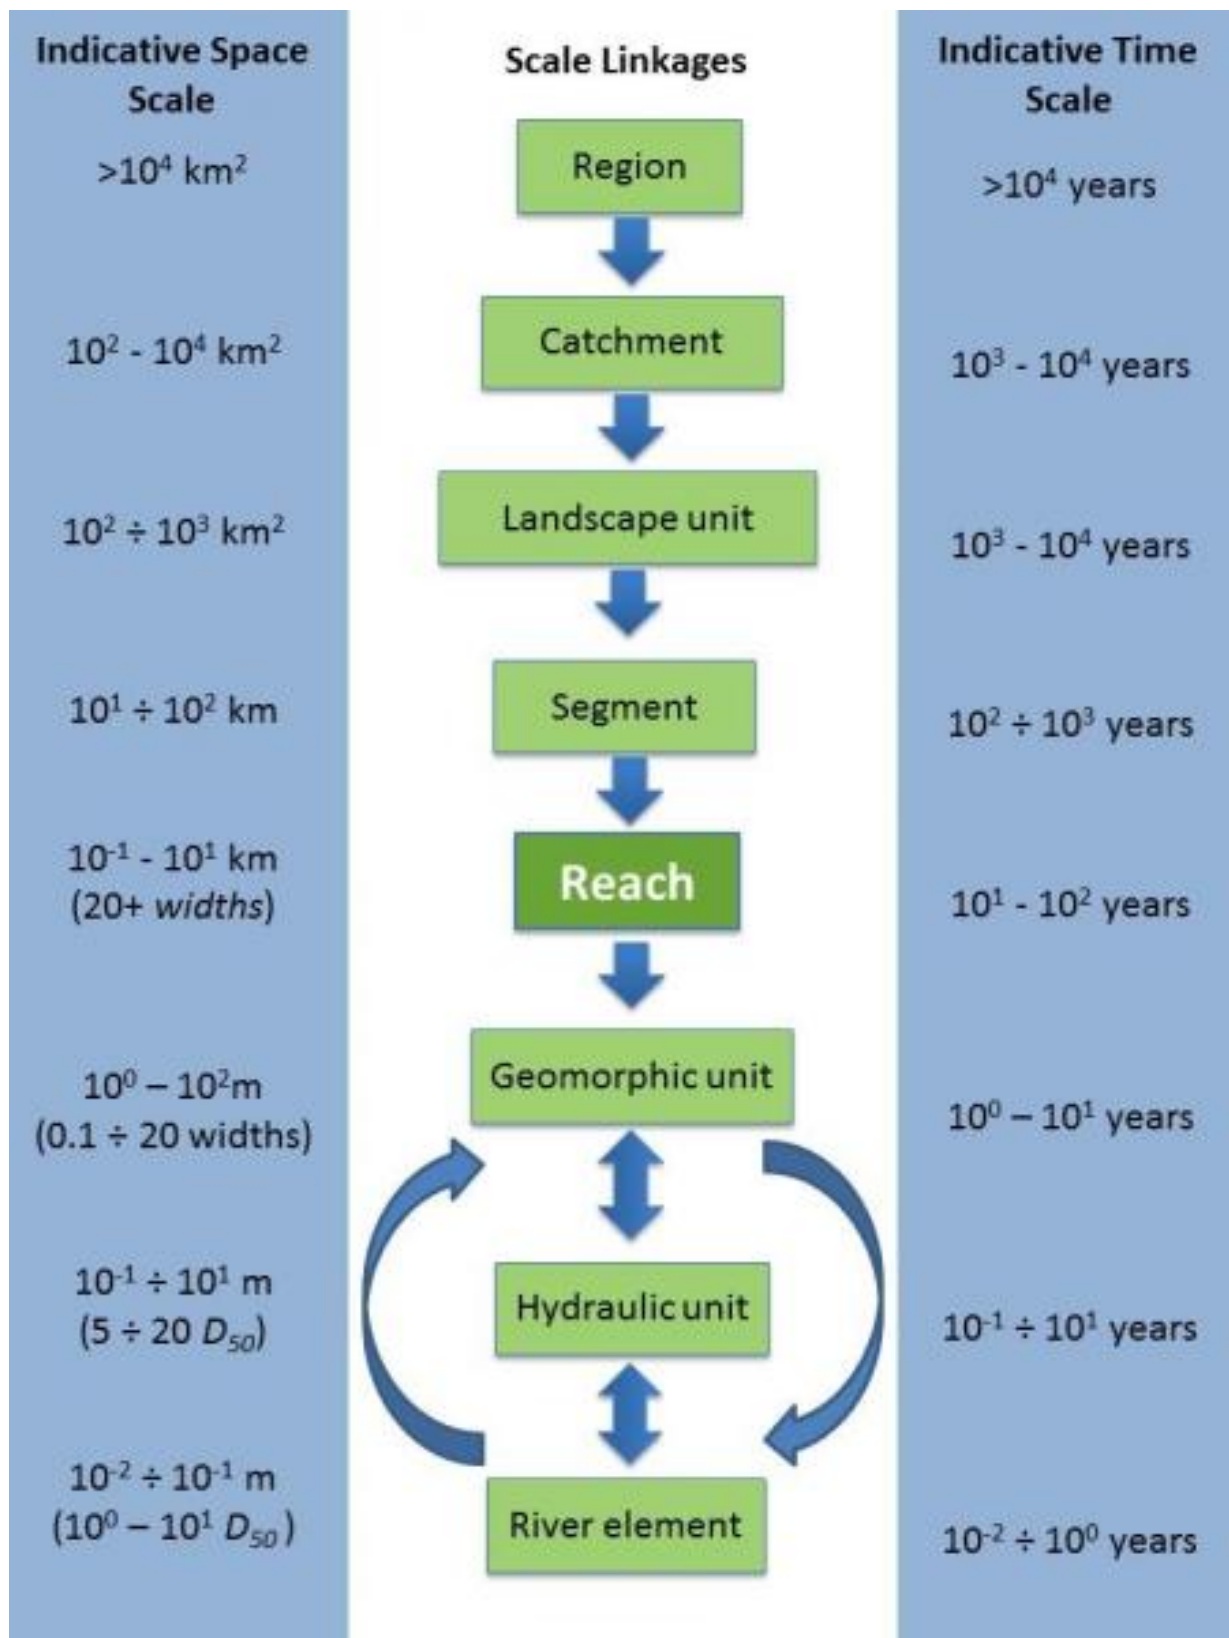 Indicative Space
Scale
Scale Linkages
Indicative Time
Scale
>10⁴ km²
Region
>10⁴ years
10² - 10⁴ km²
Catchment
10³ - 10⁴ years
10² ÷ 10³ km²
Landscape unit
10³ - 10⁴ years
10¹ ÷ 10² km
Segment
10² ÷ 10³ years
10⁻¹ - 10¹ km
(20+ widths)
Reach
10¹ - 10² years
10⁰ – 10²m
(0.1 ÷ 20 widths)
Geomorphic unit
10⁰ – 10¹ years
10⁻¹ ÷ 10¹ m
(5 ÷ 20 D₅₀)
Hydraulic unit
10⁻¹ ÷ 10¹ years
10⁻² ÷ 10⁻¹ m
(10⁰ – 10¹ D₅₀ )
River element
10⁻² ÷ 10⁰ years